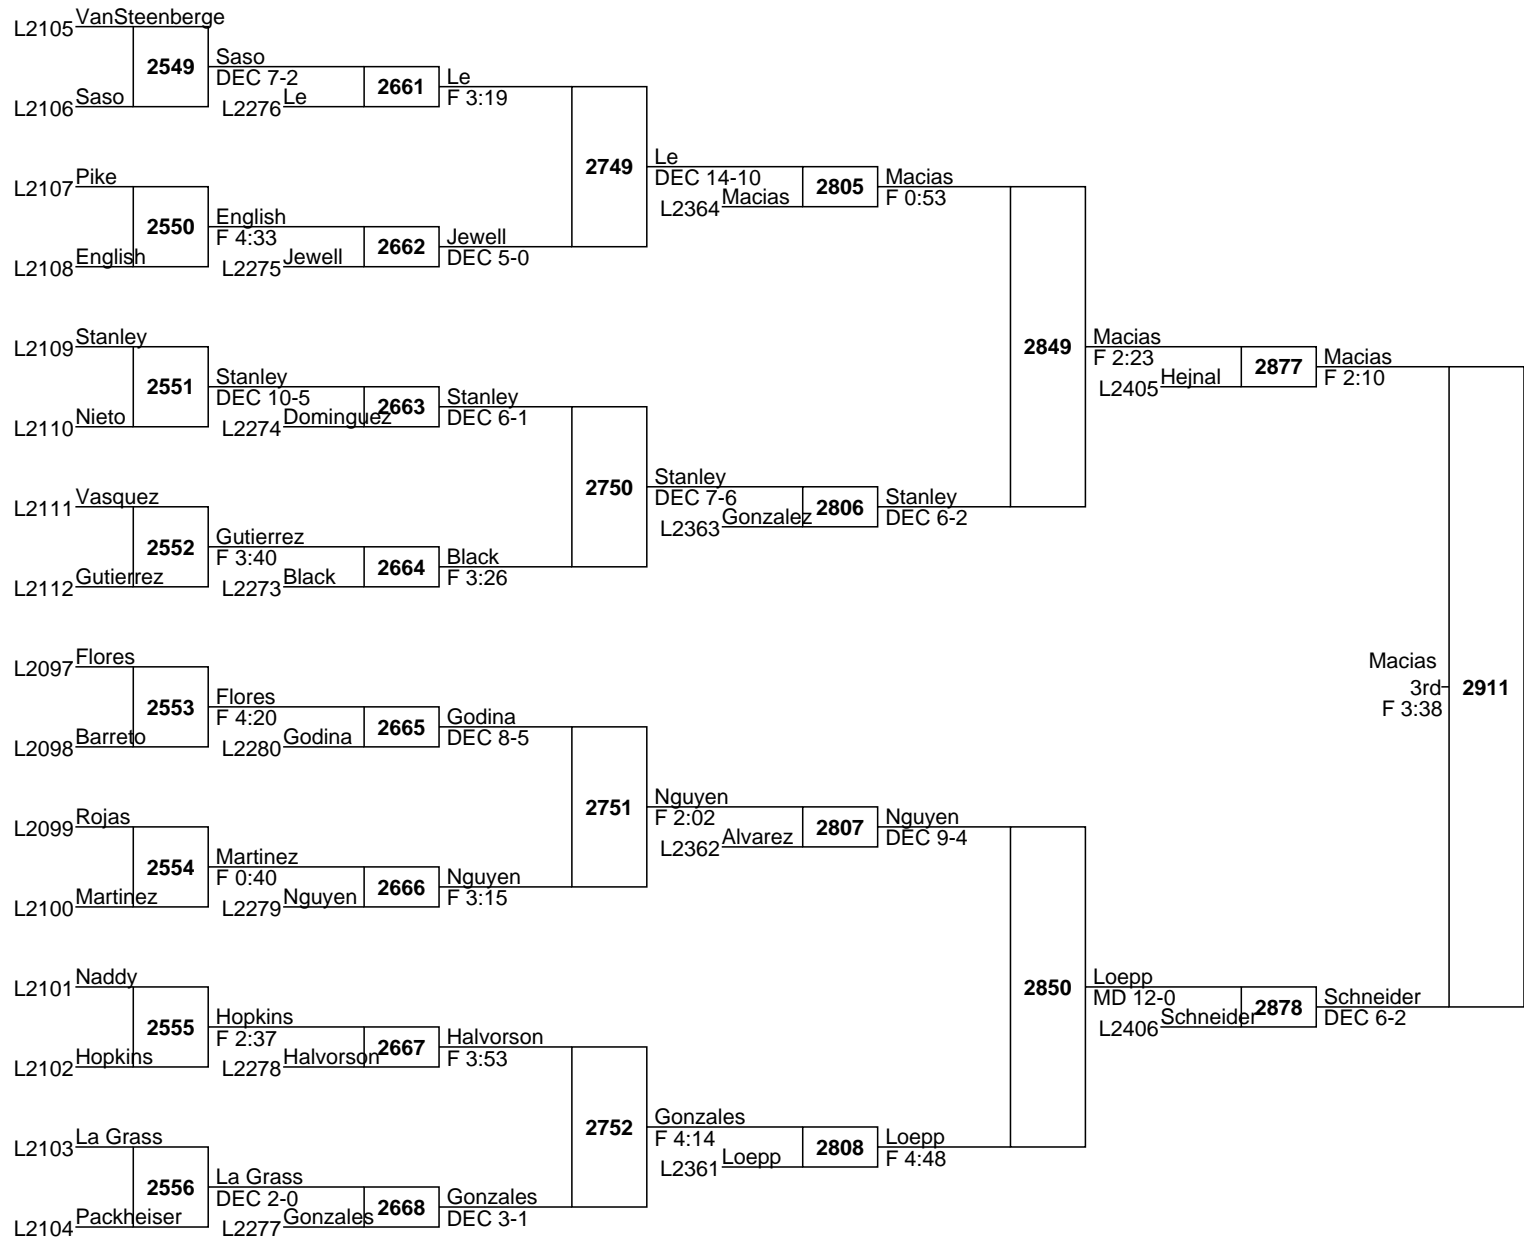 VanSteenberge
L2105
2549
Saso
DEC 7-2
L2106 Saso
L2276 Le
2661
Le
F 3:19
Pike
L2107
2550
English
F 4:33
L2108 English
L2275 Jewell
2662
Jewell
DEC 5-0
2749
Le
DEC 14-10
L2364 Macias
2805
Macias
F 0:53
Stanley
L2109
2551
Stanley
DEC 10-5
L2110 Nieto
L2274 Dominguez
2663
Stanley
DEC 6-1
Vasquez
L2111
2552
Gutierrez
F 3:40
L2112 Gutierrez
L2273 Black
2664
Black
F 3:26
2750
Stanley
DEC 7-6
L2363 Gonzalez
2806
Stanley
DEC 6-2
2849
Macias
F 2:23
L2405 Hejnal
2877
Macias
F 2:10
Flores
L2097
2553
Flores
F 4:20
L2098 Barreto
L2280 Godina
2665
Godina
DEC 8-5
Rojas
L2099
2554
Martinez
F 0:40
L2100 Martinez
L2279 Nguyen
2666
Nguyen
F 3:15
2751
Nguyen
F 2:02
L2362 Alvarez
2807
Nguyen
DEC 9-4
Naddy
L2101
2555
Hopkins
F 2:37
L2102 Hopkins
L2278 Halvorson
2667
Halvorson
F 3:53
La Grass
L2103
2556
La Grass
DEC 2-0
L2104 Packheiser
L2277 Gonzales
2668
Gonzales
DEC 3-1
2752
Gonzales
F 4:14
L2361 Loepp
2808
Loepp
F 4:48
2850
Loepp
MD 12-0
L2406 Schneider
2878
Schneider
DEC 6-2
Macias
3rd
F 3:38
2911